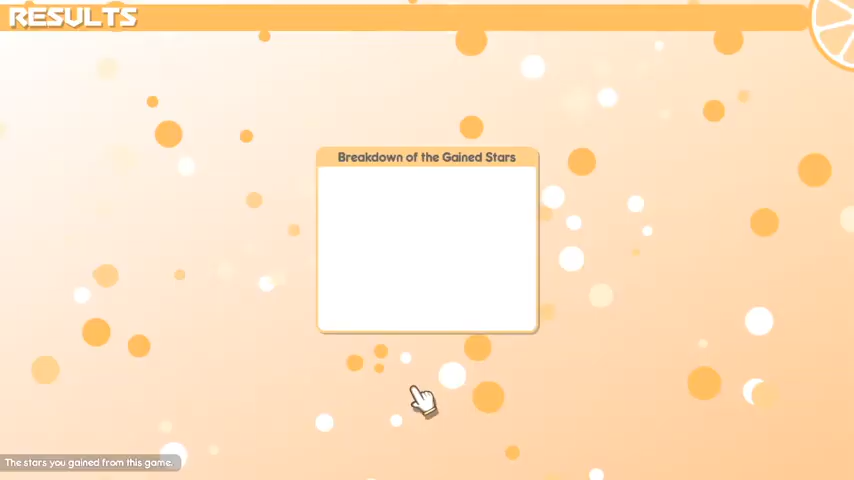 RESULTS
Breakdown of the Gained Stars
The stars you gained from this game.